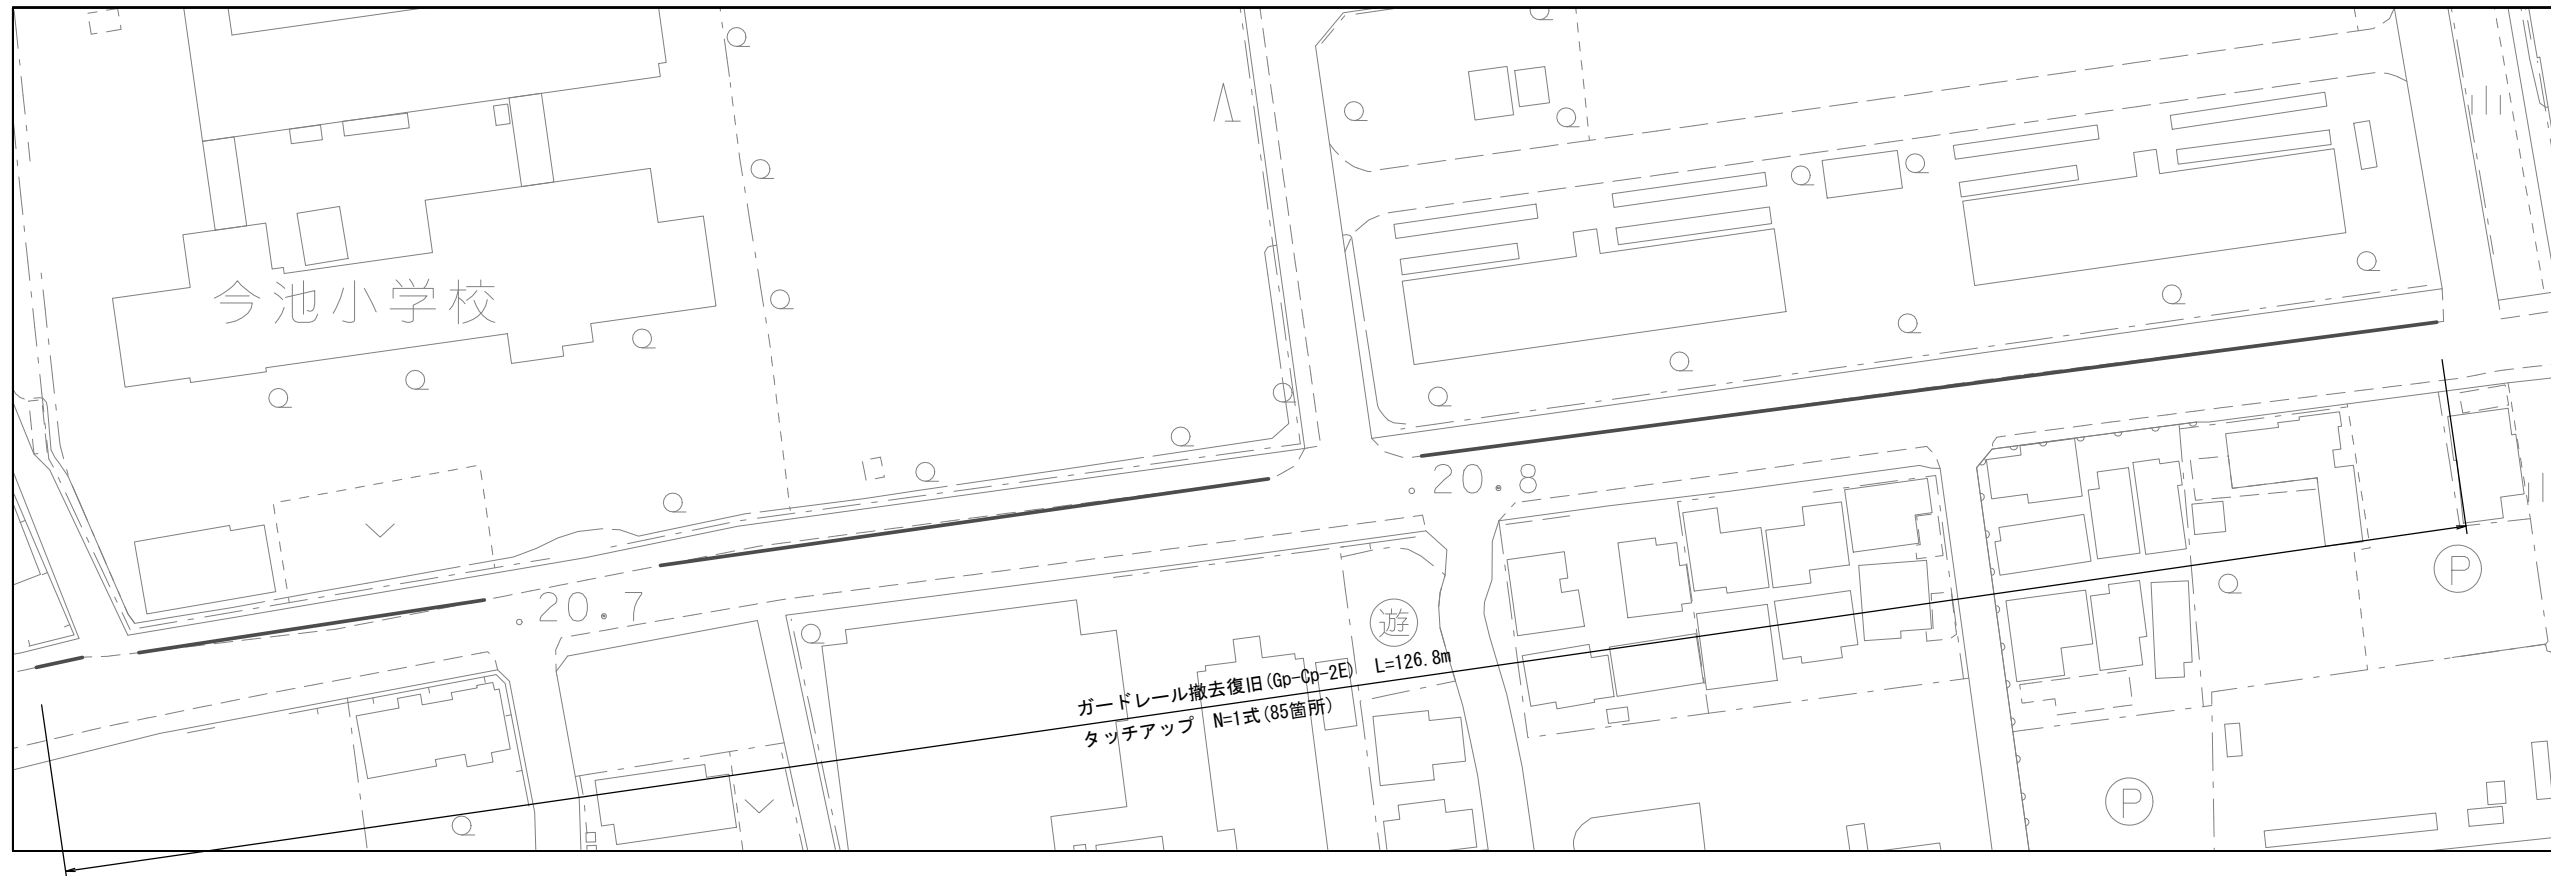 今池小学校
.20.8
.20.7
遊
P
P
ガードレール撤去復旧(Gp-Cp-2E) L=126.8m
タッチアップ N=1式(85箇所)